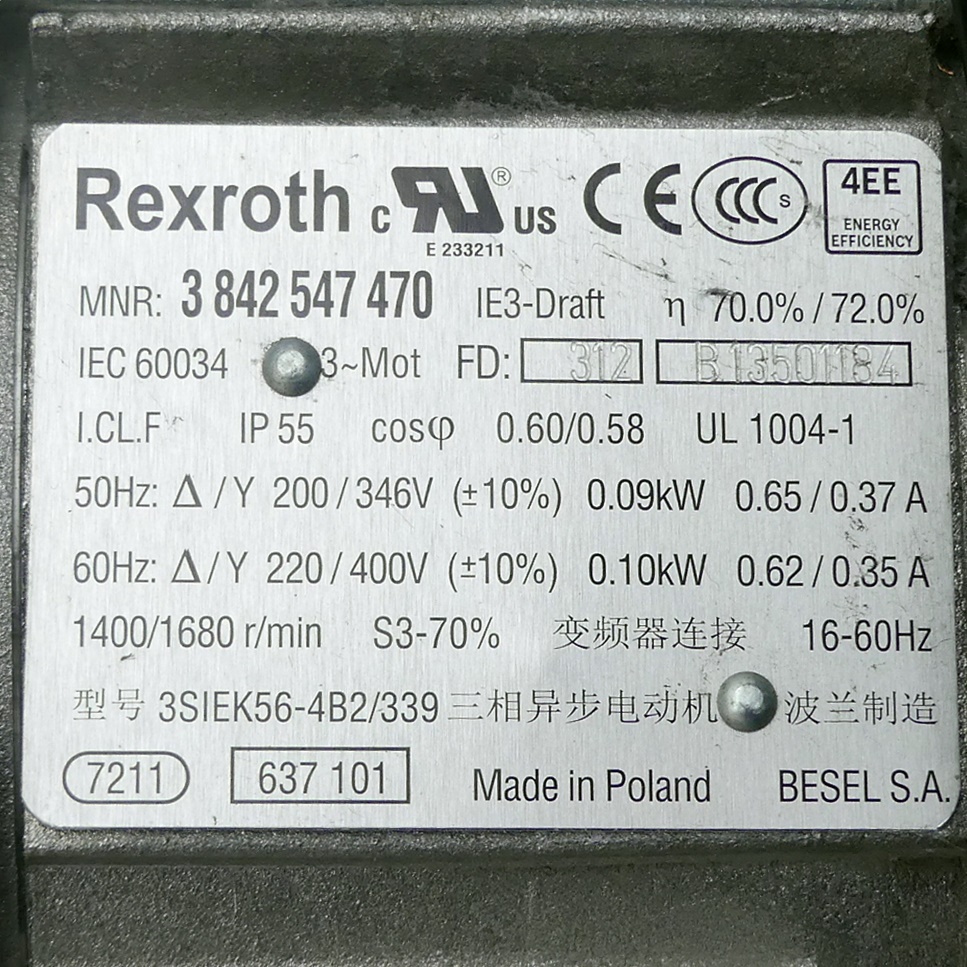 Rexroth c RU® US CE CCC S 4EE ENERGY EFFICIENCY
E 233211
MNR: 3 842 547 470 IE3-Draft η 70.0% / 72.0%
IEC 60034 3~Mot FD: 312 B 13501184
I.CL.F IP 55 cosφ 0.60/0.58 UL 1004-1
50Hz: Δ / Y 200 / 346V (±10%) 0.09kW 0.65 / 0.37 A
60Hz: Δ / Y 220 / 400V (±10%) 0.10kW 0.62 / 0.35 A
1400/1680 r/min S3-70% 变频器连接 16-60Hz
型号 3SIEK56-4B2/339 三相异步电动机 波兰制造
7211 637 101 Made in Poland BESEL S.A.